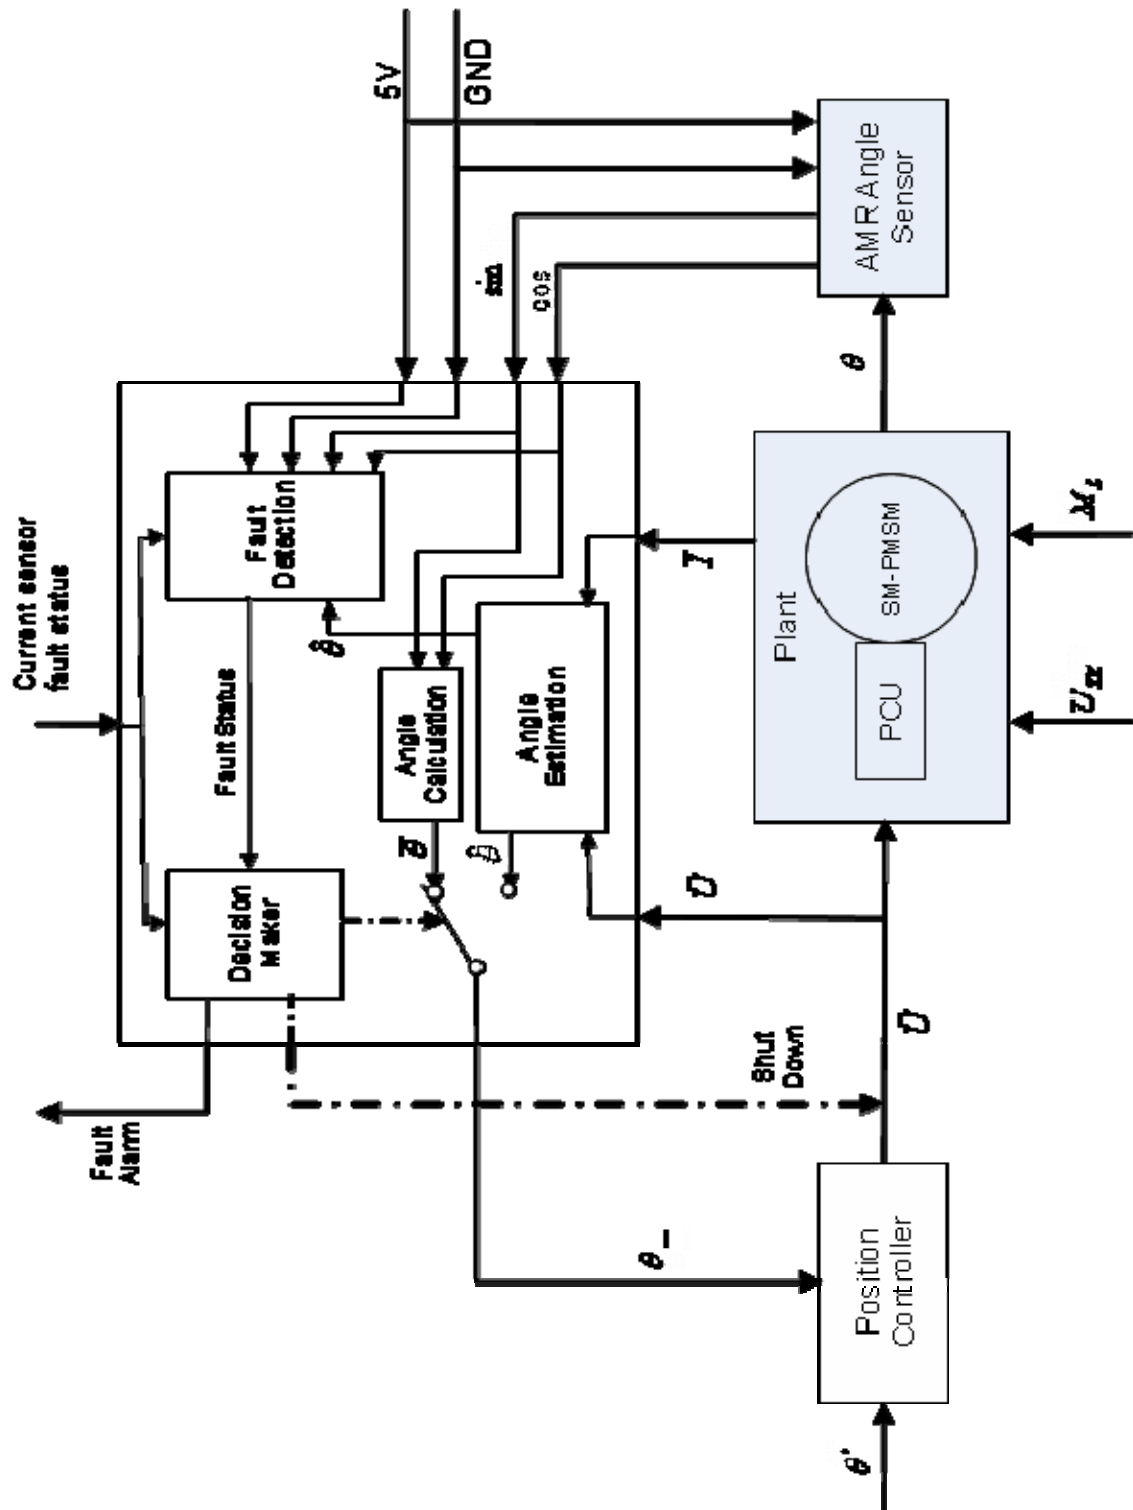 Current sensor
fault status
5V
GND
Fault
Alarm
Decision
Maker
Fault Status
Fault
Detection
sin
cos
θ̂
Angle
Calculation
θ̄
θ̂
Angle
Estimation
U
I
Shut
Down
θ_
θ*
Position
Controller
U
Plant
PCU
SM-PMSM
θ
AMR Angle
Sensor
M